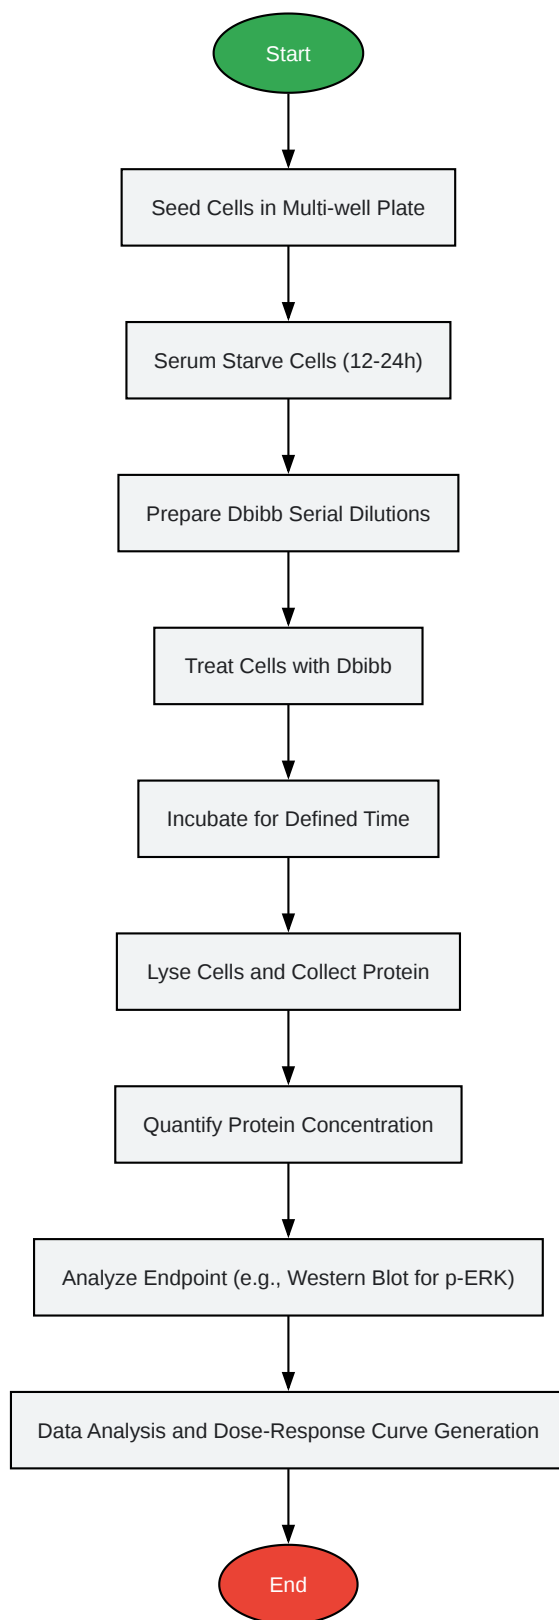 Start
Seed Cells in Multi-well Plate
Serum Starve Cells (12-24h)
Prepare Dbibb Serial Dilutions
Treat Cells with Dbibb
Incubate for Defined Time
Lyse Cells and Collect Protein
Quantify Protein Concentration
Analyze Endpoint (e.g., Western Blot for p-ERK)
Data Analysis and Dose-Response Curve Generation
End